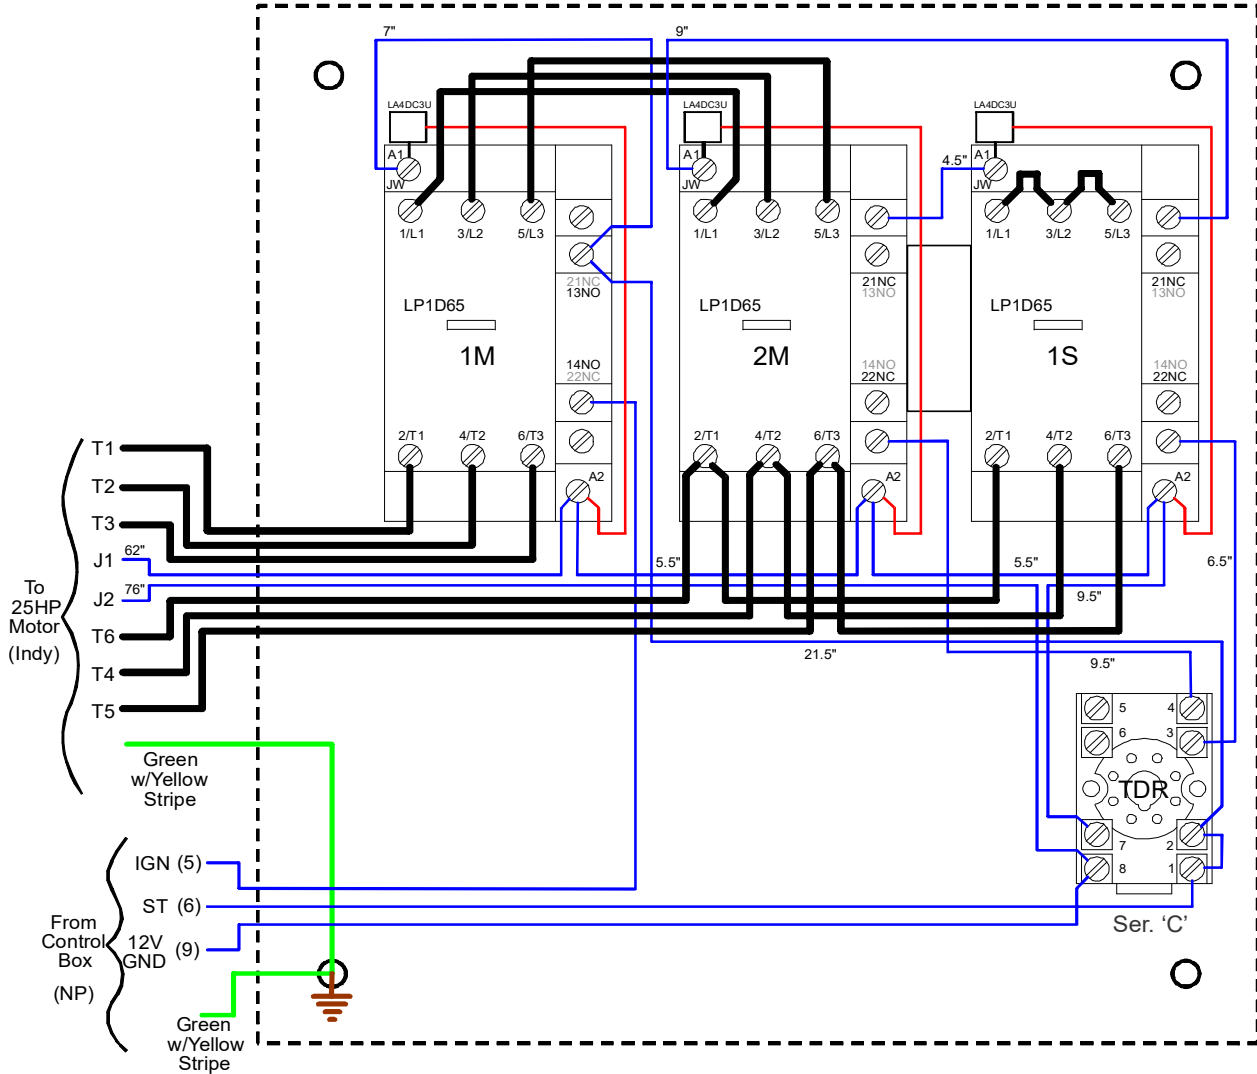 7"
9"
LA4DC3U
LA4DC3U
LA4DC3U
A1
JW
A1
JW
4.5"
A1
JW
1/L1
3/L2
5/L3
1/L1
3/L2
5/L3
1/L1
3/L2
5/L3
21NC
13NO
21NC
13NO
21NC
13NO
LP1D65
LP1D65
LP1D65
1M
2M
1S
14NO
22NC
14NO
22NC
14NO
22NC
2/T1
4/T2
6/T3
2/T1
4/T2
6/T3
2/T1
4/T2
6/T3
A2
A2
A2
T1
T2
T3
J1
62"
J2
76"
T6
T4
T5
To
25HP
Motor
(Indy)
5.5"
5.5"
6.5"
9.5"
21.5"
9.5"
5
4
6
3
TDR
7
2
8
1
Ser. ‘C’
Green
w/Yellow
Stripe
IGN (5)
ST (6)
12V
GND
(9)
From
Control
Box
(NP)
Green
w/Yellow
Stripe